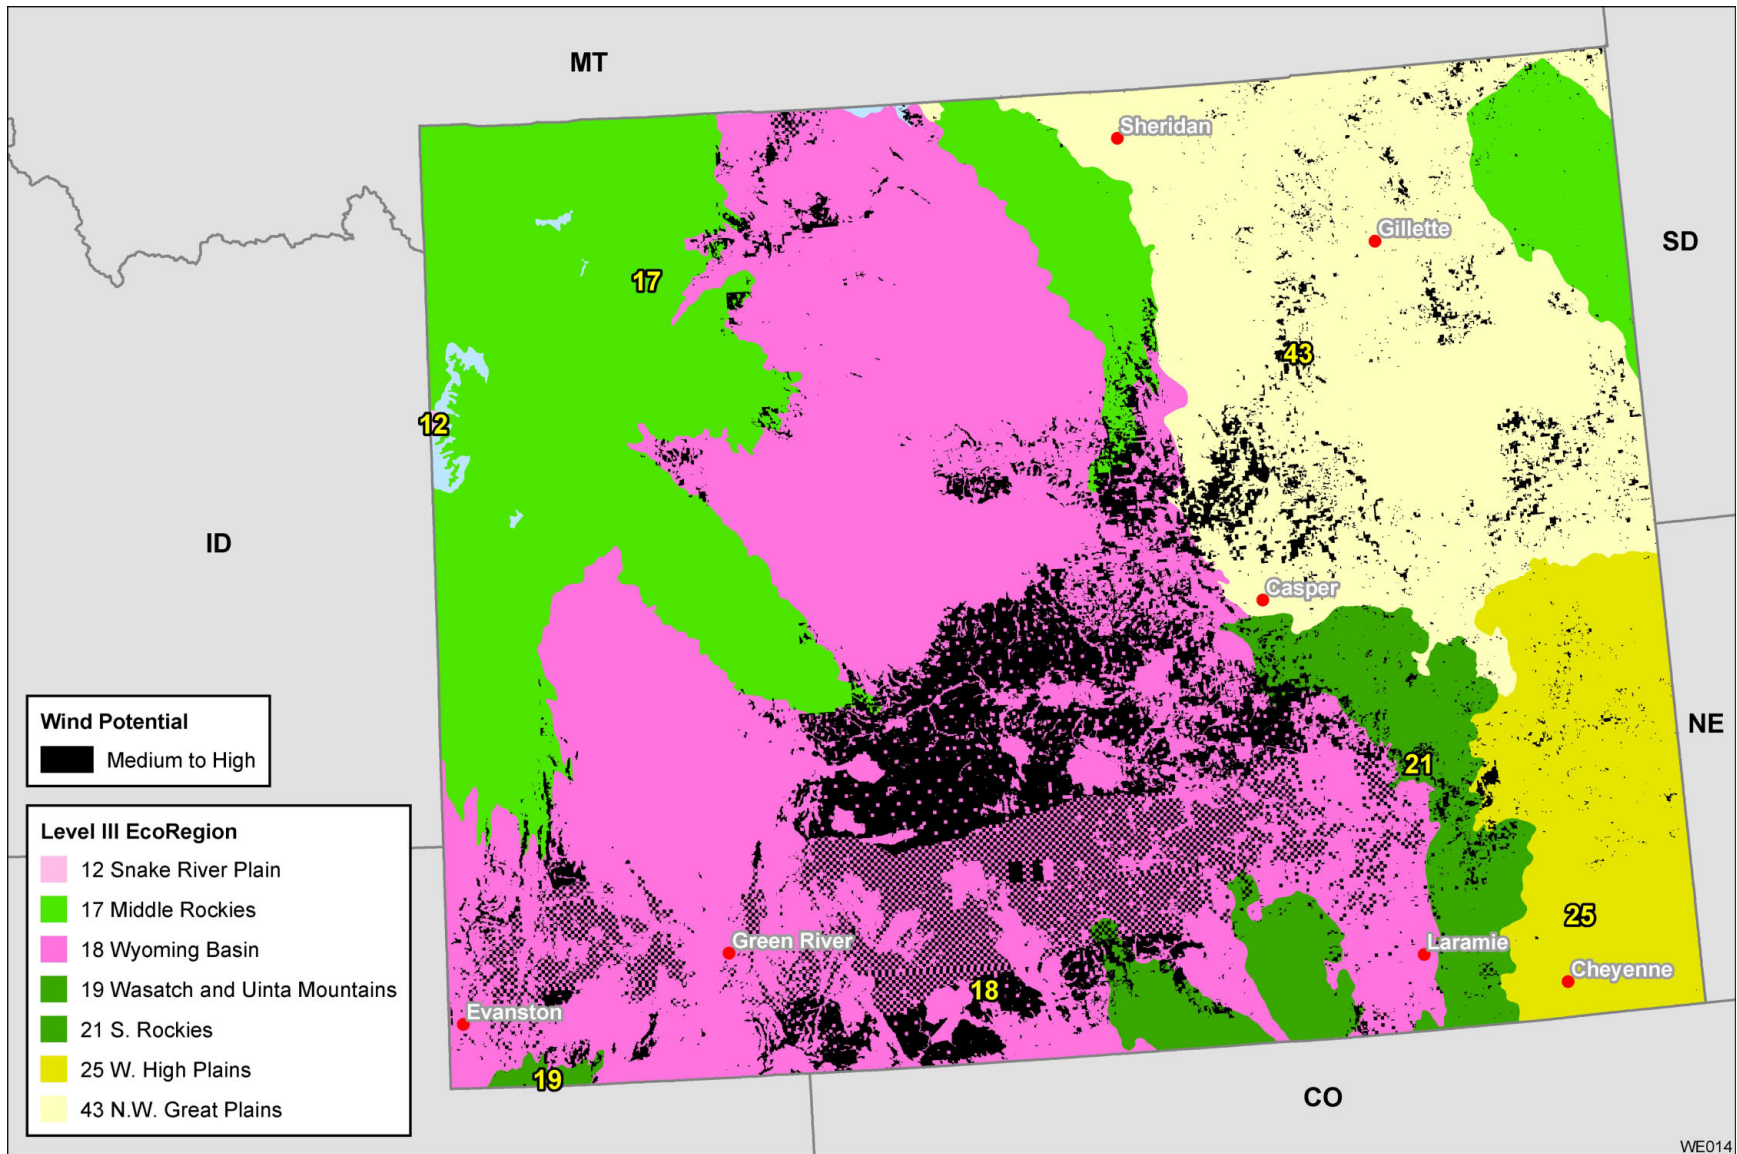 MT
Sheridan
Gillette
SD
17
43
12
ID
Casper
Wind Potential
Medium to High
NE
21
Level III EcoRegion
12 Snake River Plain
17 Middle Rockies
18 Wyoming Basin
19 Wasatch and Uinta Mountains
21 S. Rockies
25 W. High Plains
43 N.W. Great Plains
25
Green River
Laramie
Cheyenne
18
Evanston
19
CO
WE014